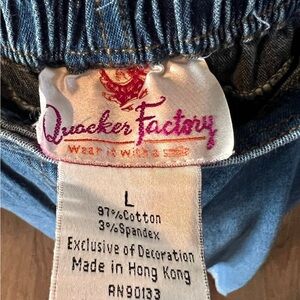 Quacker Factory
Wear it with a smile
L
97%Cotton
3%Spandex
Exclusive of Decoration
Made in Hong Kong
RN90133